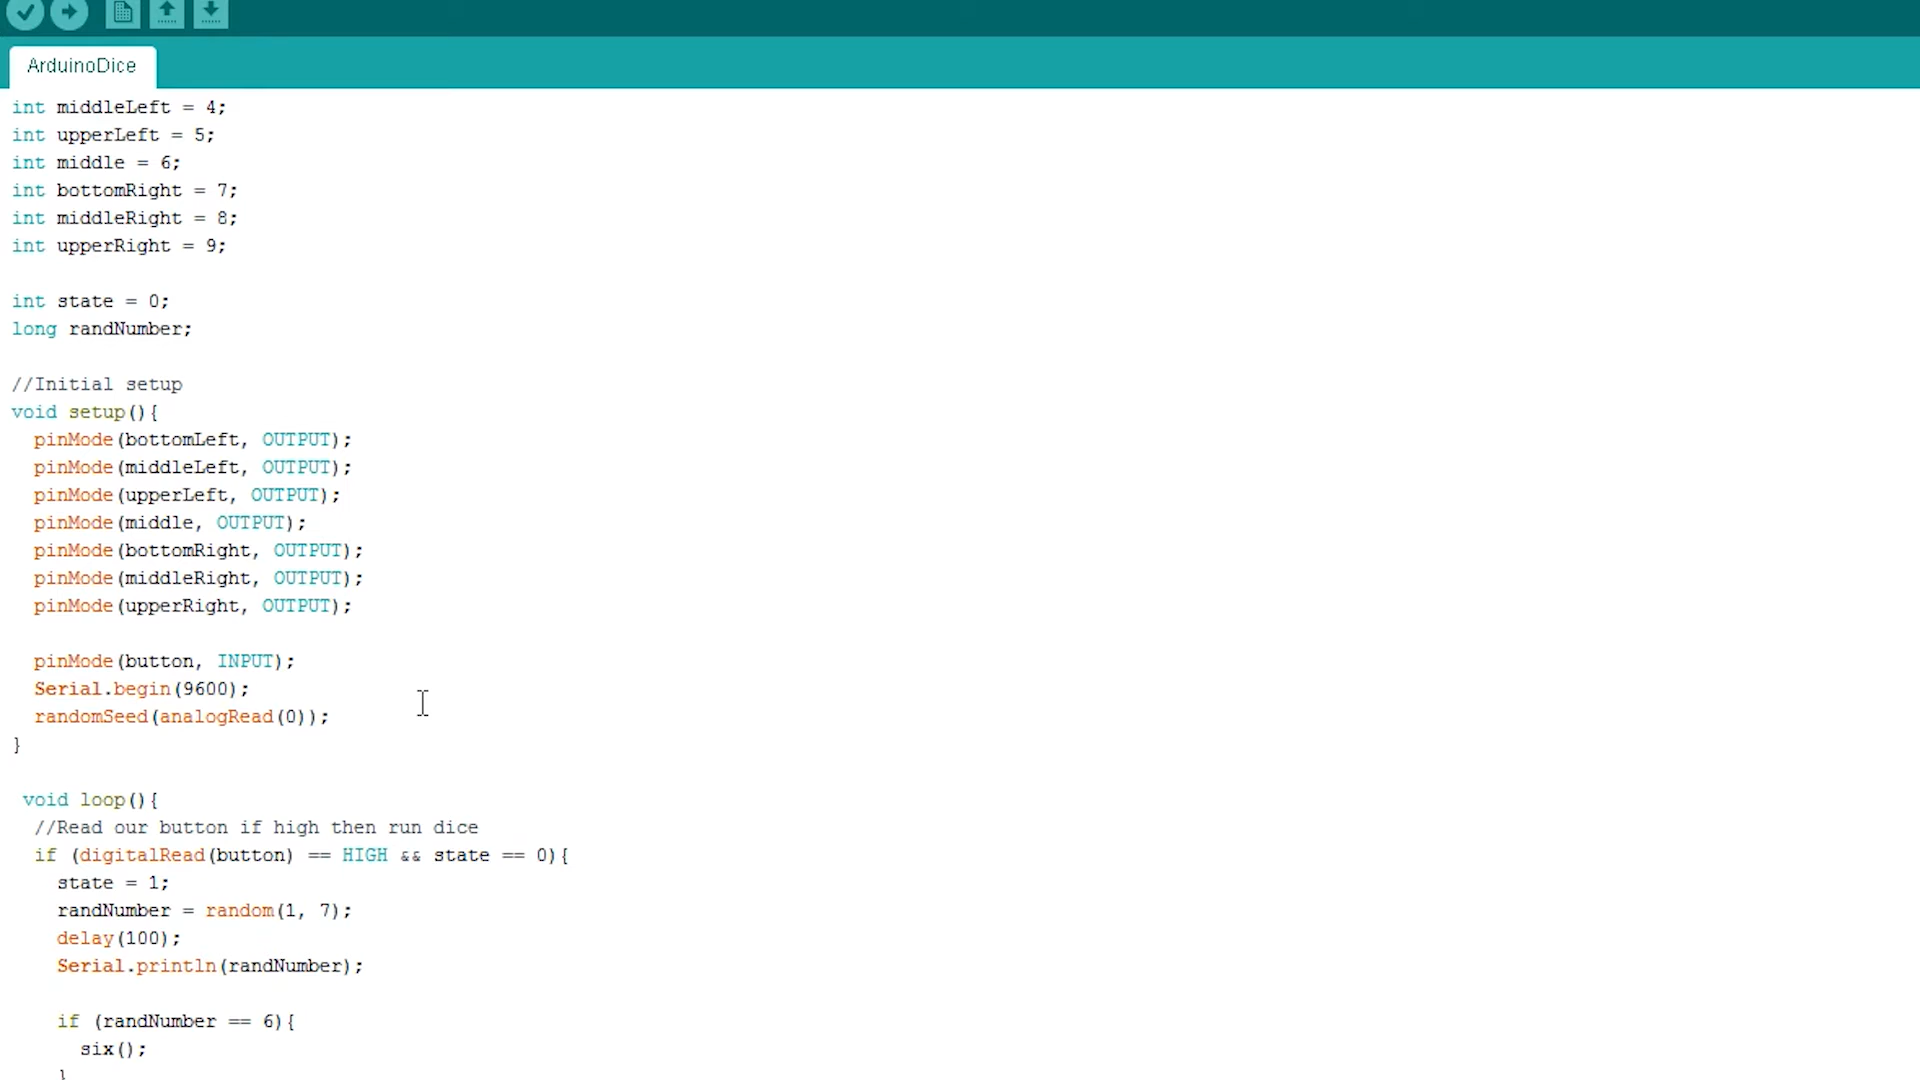 ArduinoDice
int middleLeft = 4;
int upperLeft = 5;
int middle = 6;
int bottomRight = 7;
int middleRight = 8;
int upperRight = 9;
int state = 0;
long randNumber;
//Initial setup
void setup(){
  pinMode(bottomLeft, OUTPUT);
  pinMode(middleLeft, OUTPUT);
  pinMode(upperLeft, OUTPUT);
  pinMode(middle, OUTPUT);
  pinMode(bottomRight, OUTPUT);
  pinMode(middleRight, OUTPUT);
  pinMode(upperRight, OUTPUT);
  pinMode(button, INPUT);
  Serial.begin(9600);
  randomSeed(analogRead(0));
}
 void loop(){
  //Read our button if high then run dice
  if (digitalRead(button) == HIGH && state == 0){
    state = 1;
    randNumber = random(1, 7);
    delay(100);
    Serial.println(randNumber);
    if (randNumber == 6){
      six();
    }